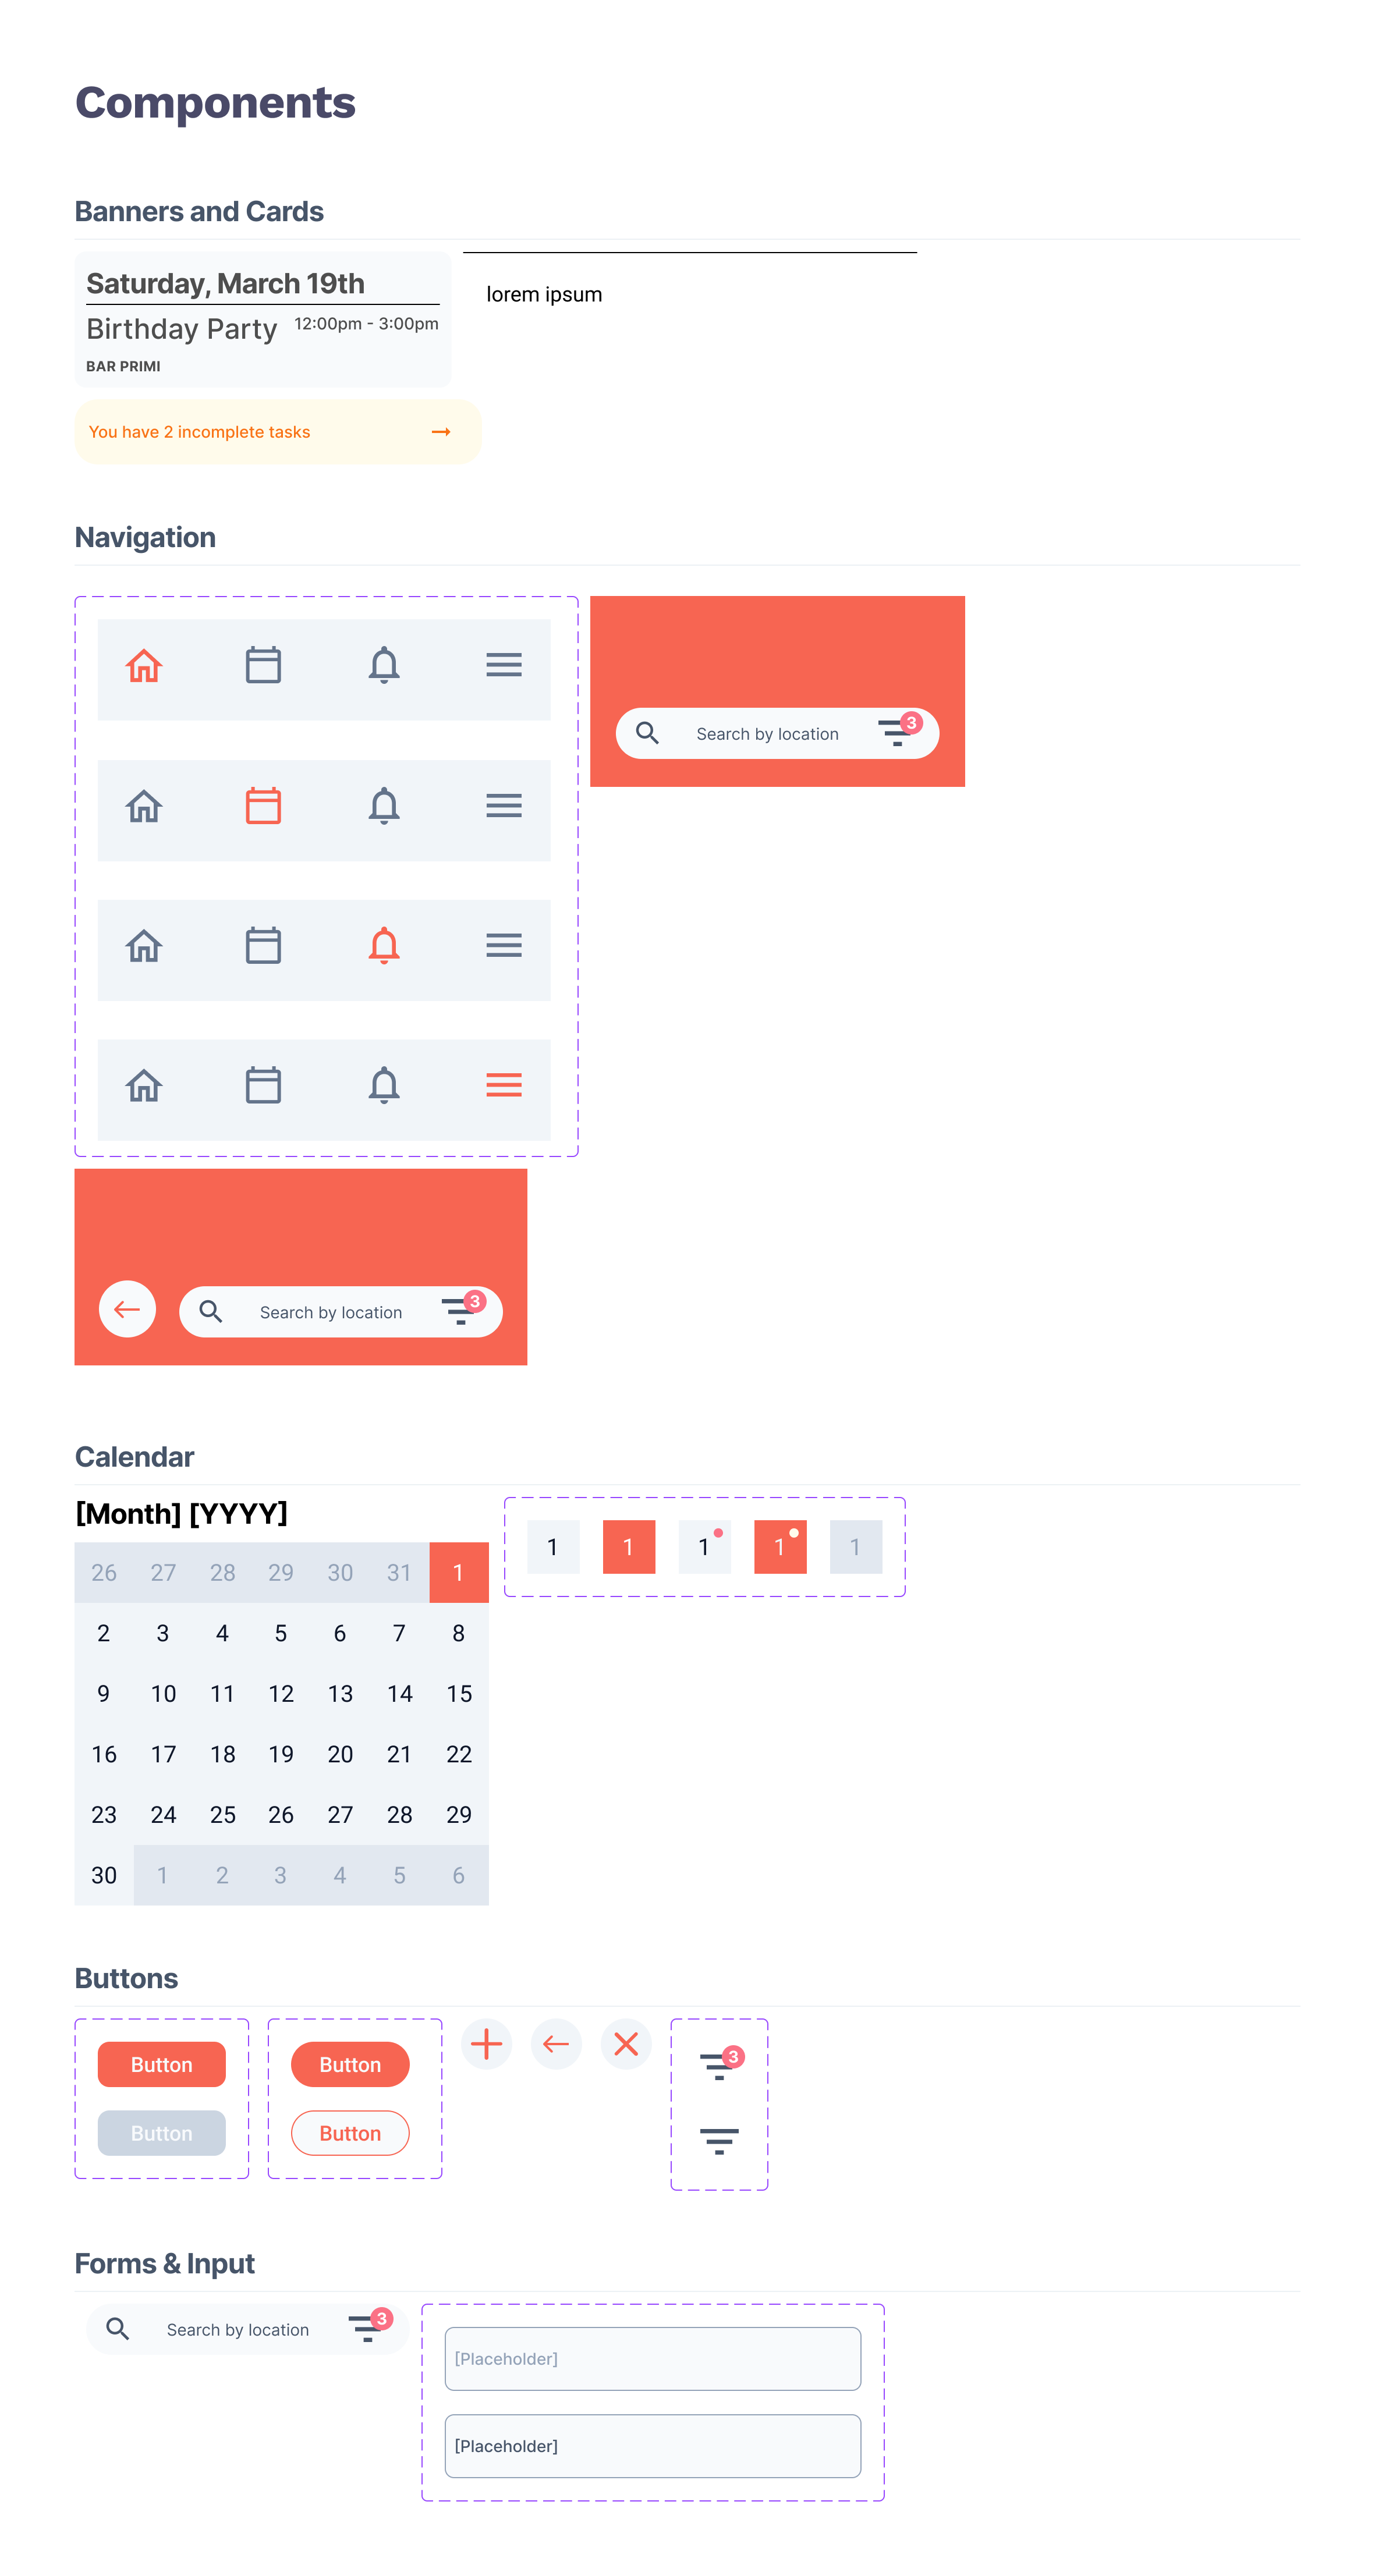 Components
Banners and Cards
Saturday, March 19th
Birthday Party 12:00pm - 3:00pm
BAR PRIMI
lorem ipsum
You have 2 incomplete tasks
Navigation
Search by location 3
Search by location 3
Calendar
[Month] [YYYY]
26 27 28 29 30 31 1
2 3 4 5 6 7 8
9 10 11 12 13 14 15
16 17 18 19 20 21 22
23 24 25 26 27 28 29
30 1 2 3 4 5 6
1 1 1 1 1
Buttons
Button
Button
Button
Button
3
Forms & Input
Search by location 3
[Placeholder]
[Placeholder]